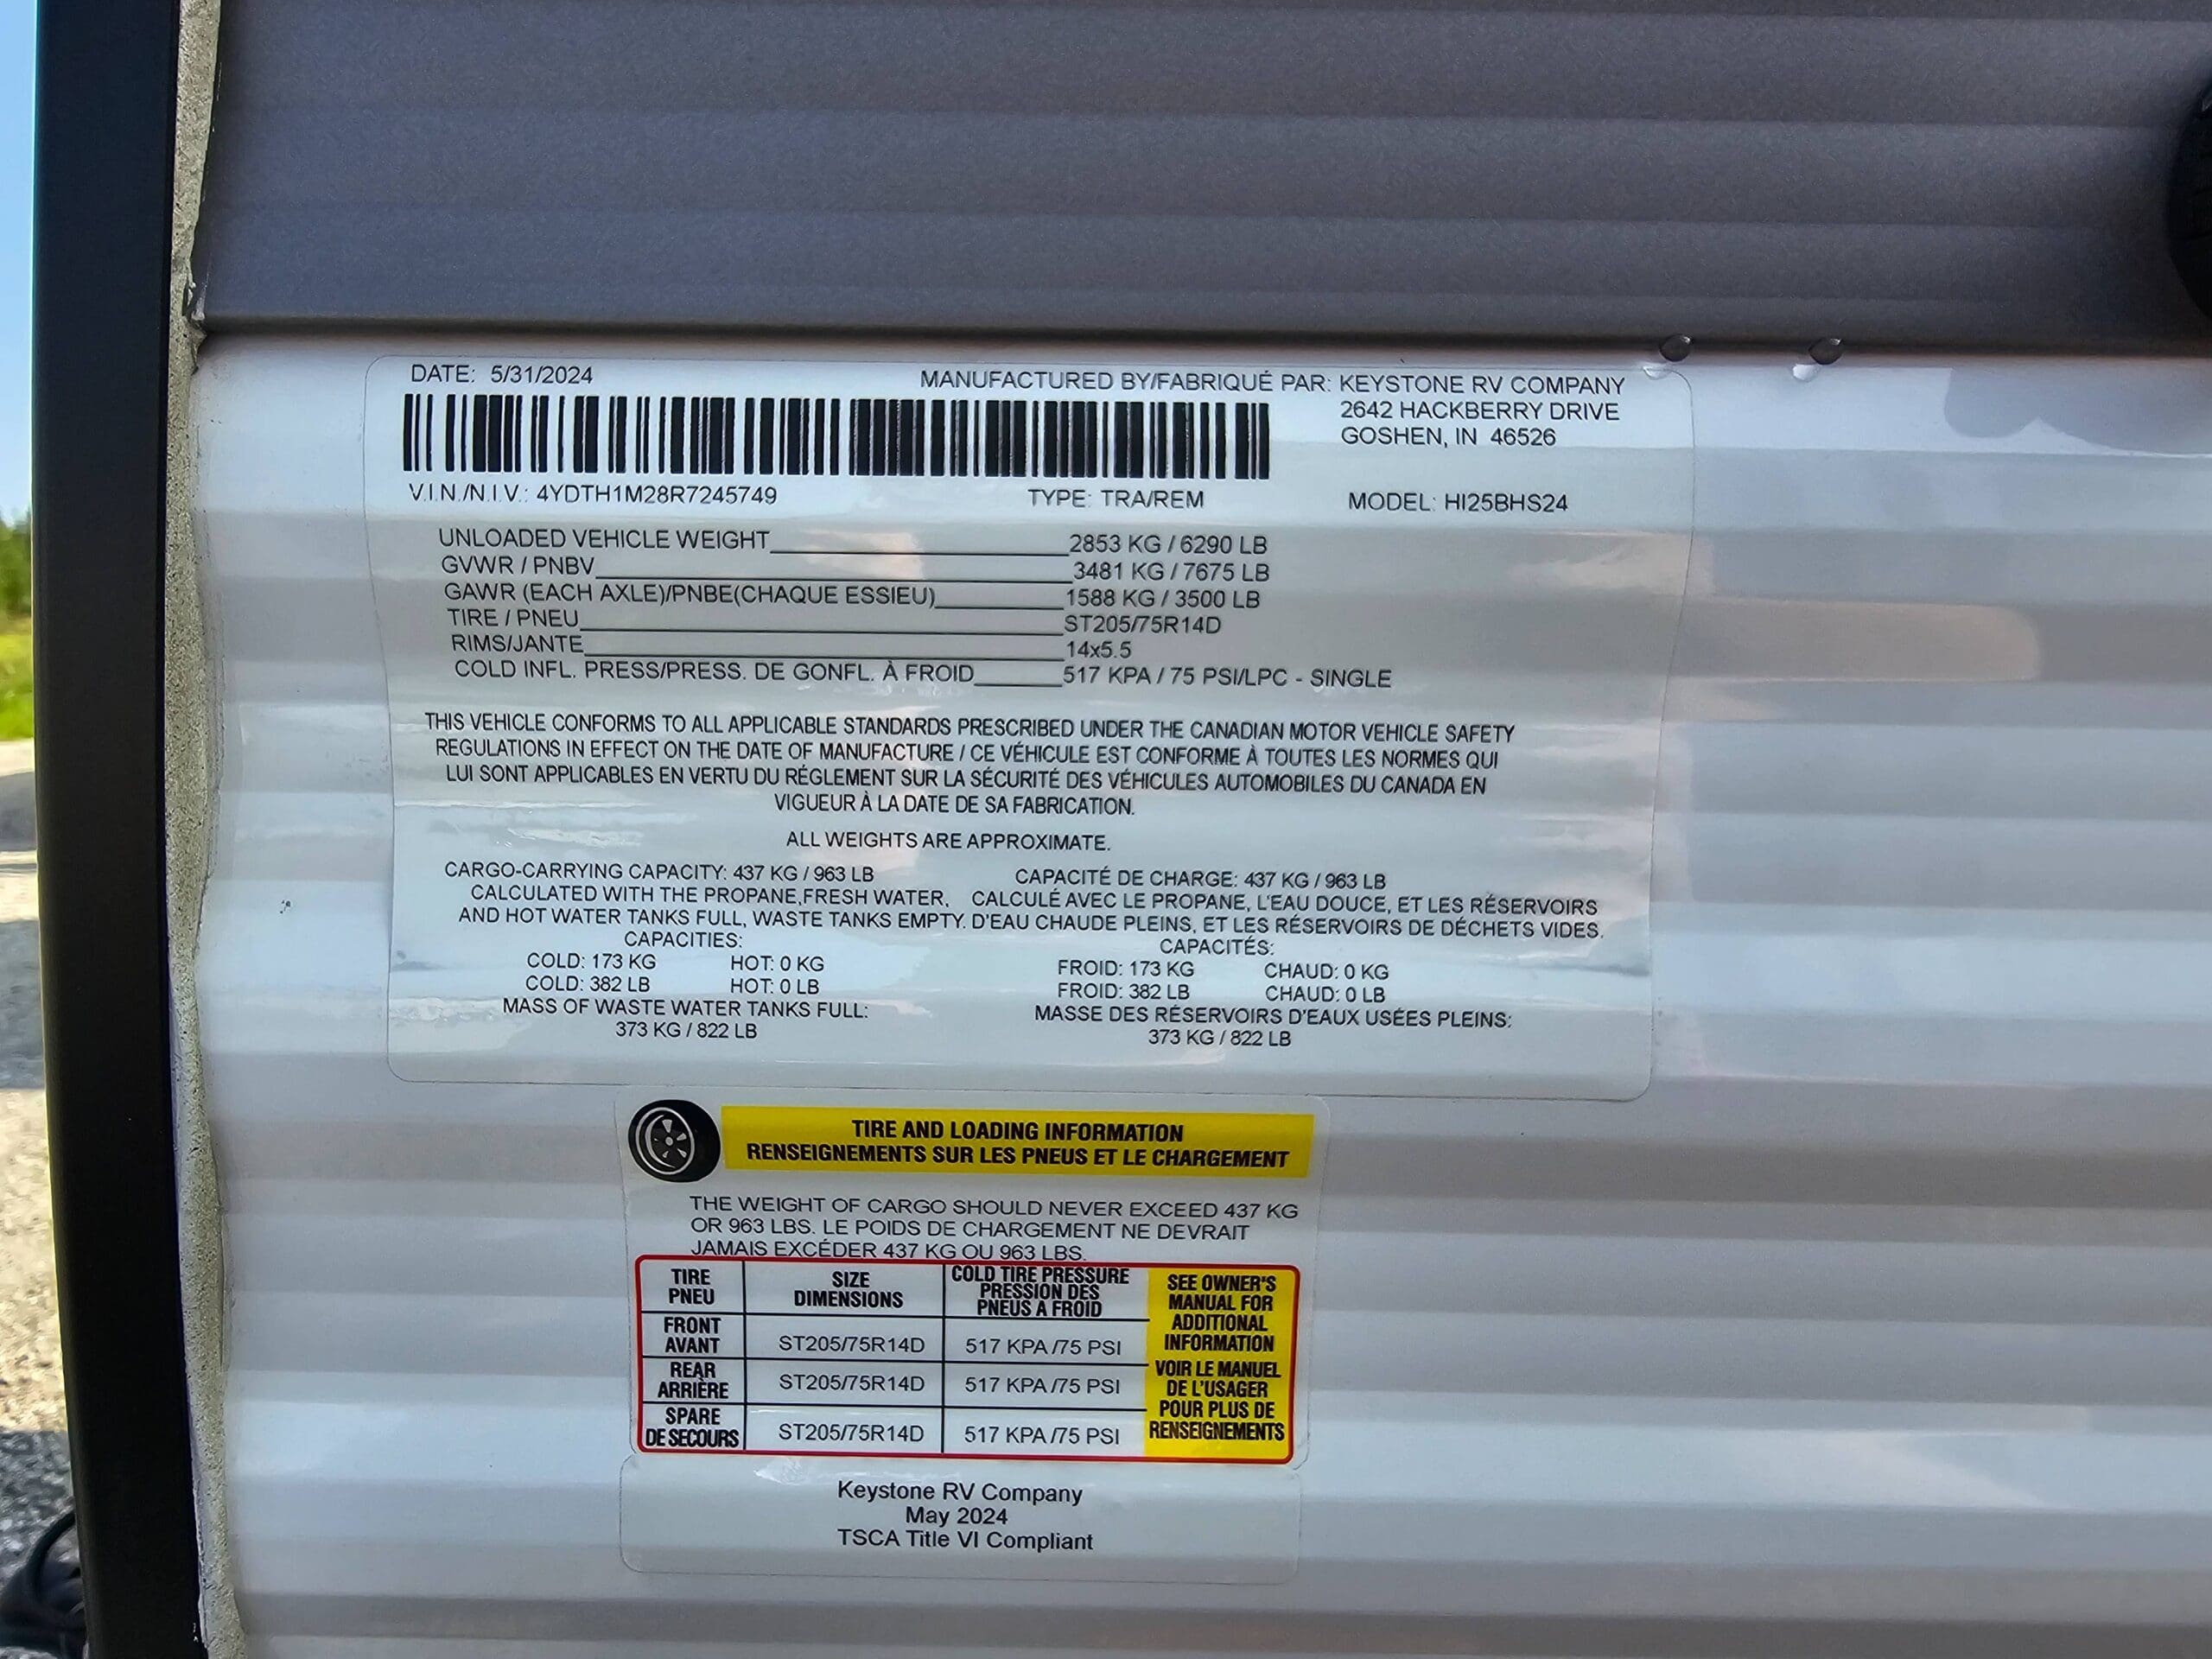 DATE: 5/31/2024
MANUFACTURED BY/FABRIQUÉ PAR: KEYSTONE RV COMPANY
2642 HACKBERRY DRIVE
GOSHEN, IN 46526
V.I.N./N.I.V.: 4YDTH1M28R7245749 TYPE: TRA/REM MODEL: HI25BHS24
UNLOADED VEHICLE WEIGHT 2853 KG / 6290 LB
GVWR / PNBV 3481 KG / 7675 LB
GAWR (EACH AXLE)/PNBE(CHAQUE ESSIEU) 1588 KG / 3500 LB
TIRE / PNEU ST205/75R14D
RIMS/JANTE 14x5.5
COLD INFL. PRESS/PRESS. DE GONFL. À FROID 517 KPA / 75 PSI/LPC - SINGLE
THIS VEHICLE CONFORMS TO ALL APPLICABLE STANDARDS PRESCRIBED UNDER THE CANADIAN MOTOR VEHICLE SAFETY
REGULATIONS IN EFFECT ON THE DATE OF MANUFACTURE / CE VÉHICULE EST CONFORME À TOUTES LES NORMES QUI
LUI SONT APPLICABLES EN VERTU DU RÉGLEMENT SUR LA SÉCURITÉ DES VÉHICULES AUTOMOBILES DU CANADA EN
VIGUEUR À LA DATE DE SA FABRICATION.
ALL WEIGHTS ARE APPROXIMATE.
CARGO-CARRYING CAPACITY: 437 KG / 963 LB
CALCULATED WITH THE PROPANE,FRESH WATER,
AND HOT WATER TANKS FULL, WASTE TANKS EMPTY.
CAPACITIES:
COLD: 173 KG HOT: 0 KG
COLD: 382 LB HOT: 0 LB
MASS OF WASTE WATER TANKS FULL:
373 KG / 822 LB
CAPACITÉ DE CHARGE: 437 KG / 963 LB
CALCULÉ AVEC LE PROPANE, L'EAU DOUCE, ET LES RÉSERVOIRS
D'EAU CHAUDE PLEINS, ET LES RÉSERVOIRS DE DÉCHETS VIDES.
CAPACITÉS:
FROID: 173 KG CHAUD: 0 KG
FROID: 382 LB CHAUD: 0 LB
MASSE DES RÉSERVOIRS D'EAUX USÉES PLEINS:
373 KG / 822 LB
TIRE AND LOADING INFORMATION
RENSEIGNEMENTS SUR LES PNEUS ET LE CHARGEMENT
THE WEIGHT OF CARGO SHOULD NEVER EXCEED 437 KG
OR 963 LBS. LE POIDS DE CHARGEMENT NE DEVRAIT
JAMAIS EXCÉDER 437 KG OU 963 LBS.
TIRE
PNEU
SIZE
DIMENSIONS
COLD TIRE PRESSURE
PRESSION DES
PNEUS A FROID
FRONT
AVANT
ST205/75R14D
517 KPA /75 PSI
REAR
ARRIÈRE
ST205/75R14D
517 KPA /75 PSI
SPARE
DE SECOURS
ST205/75R14D
517 KPA /75 PSI
SEE OWNER'S
MANUAL FOR
ADDITIONAL
INFORMATION
VOIR LE MANUEL
DE L'USAGER
POUR PLUS DE
RENSEIGNEMENTS
Keystone RV Company
May 2024
TSCA Title VI Compliant